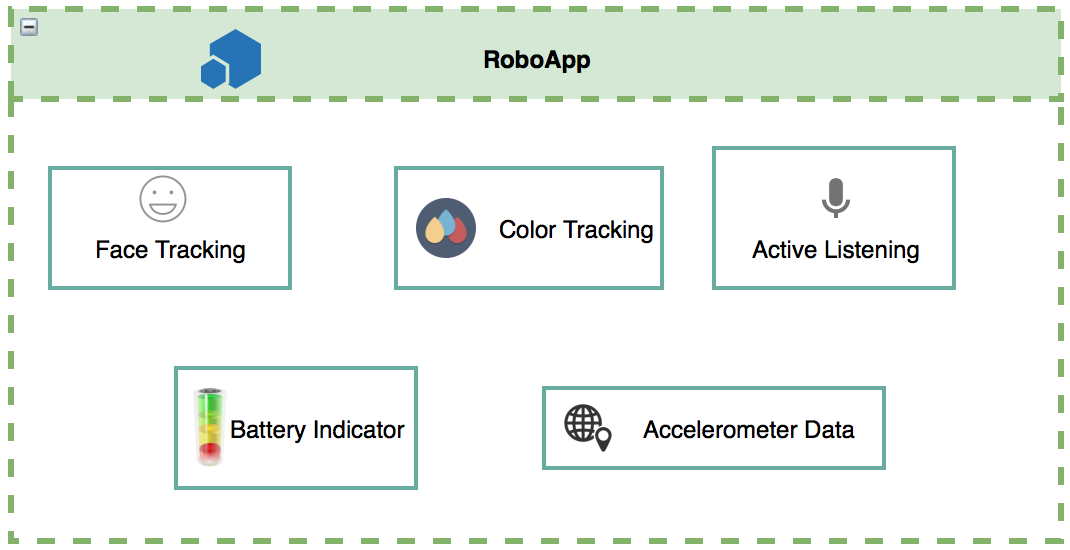 RoboApp
Face Tracking
Color Tracking
Active Listening
Battery Indicator
Accelerometer Data